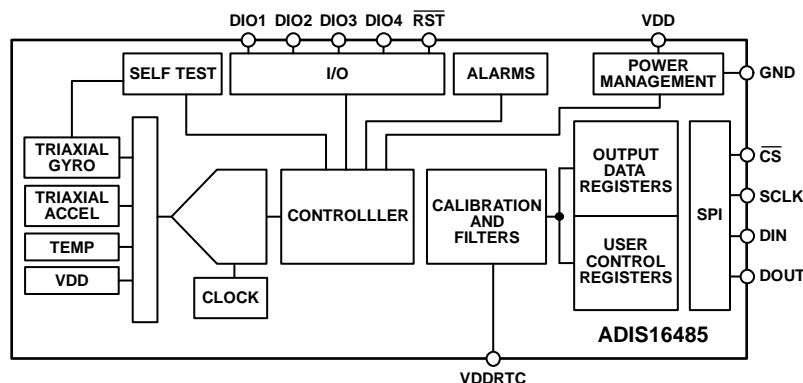 DIO1 DIO2 DIO3 DIO4 RST VDD
SELF TEST
I/O
ALARMS
POWER
MANAGEMENT
GND
TRIAXIAL
GYRO
TRIAXIAL
ACCEL
TEMP
VDD
CLOCK
CONTROLLLER
CALIBRATION
AND
FILTERS
OUTPUT
DATA
REGISTERS
USER
CONTROL
REGISTERS
SPI
CS
SCLK
DIN
DOUT
ADIS16485
VDDRTC